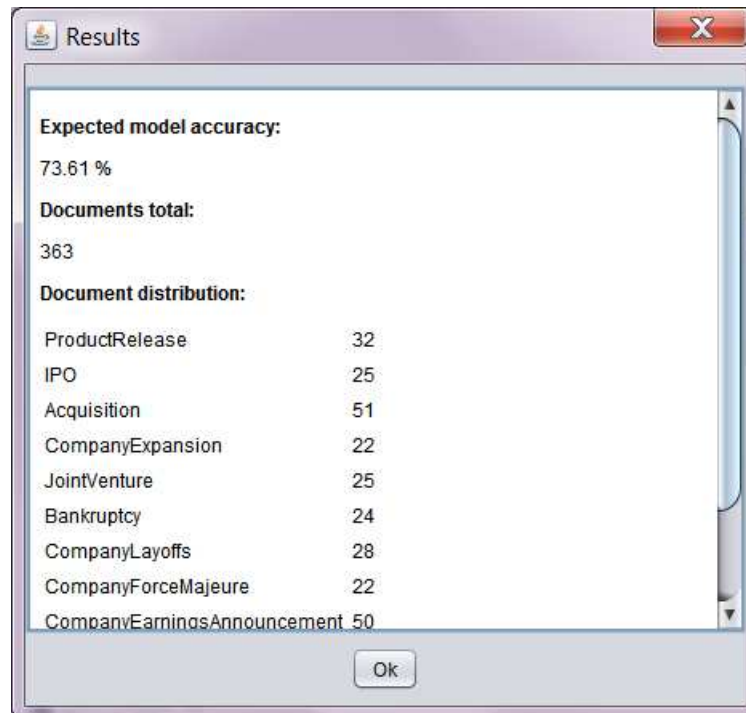 Results
Expected model accuracy:
73.61 %
Documents total:
363
Document distribution:
ProductRelease 32
IPO 25
Acquisition 51
CompanyExpansion 22
JointVenture 25
Bankruptcy 24
CompanyLayoffs 28
CompanyForceMajeure 22
CompanyEarningsAnnouncement 50
Ok